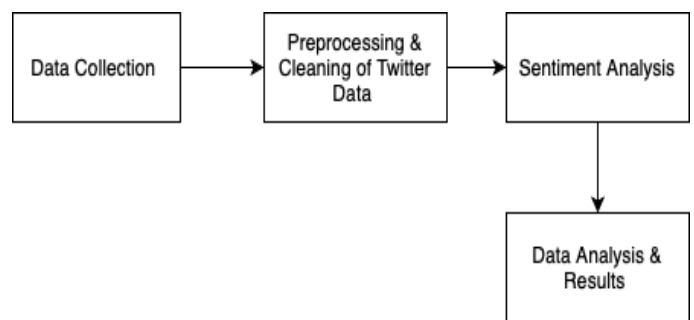 Data Collection
Preprocessing &
Cleaning of Twitter
Data
Sentiment Analysis
Data Analysis &
Results